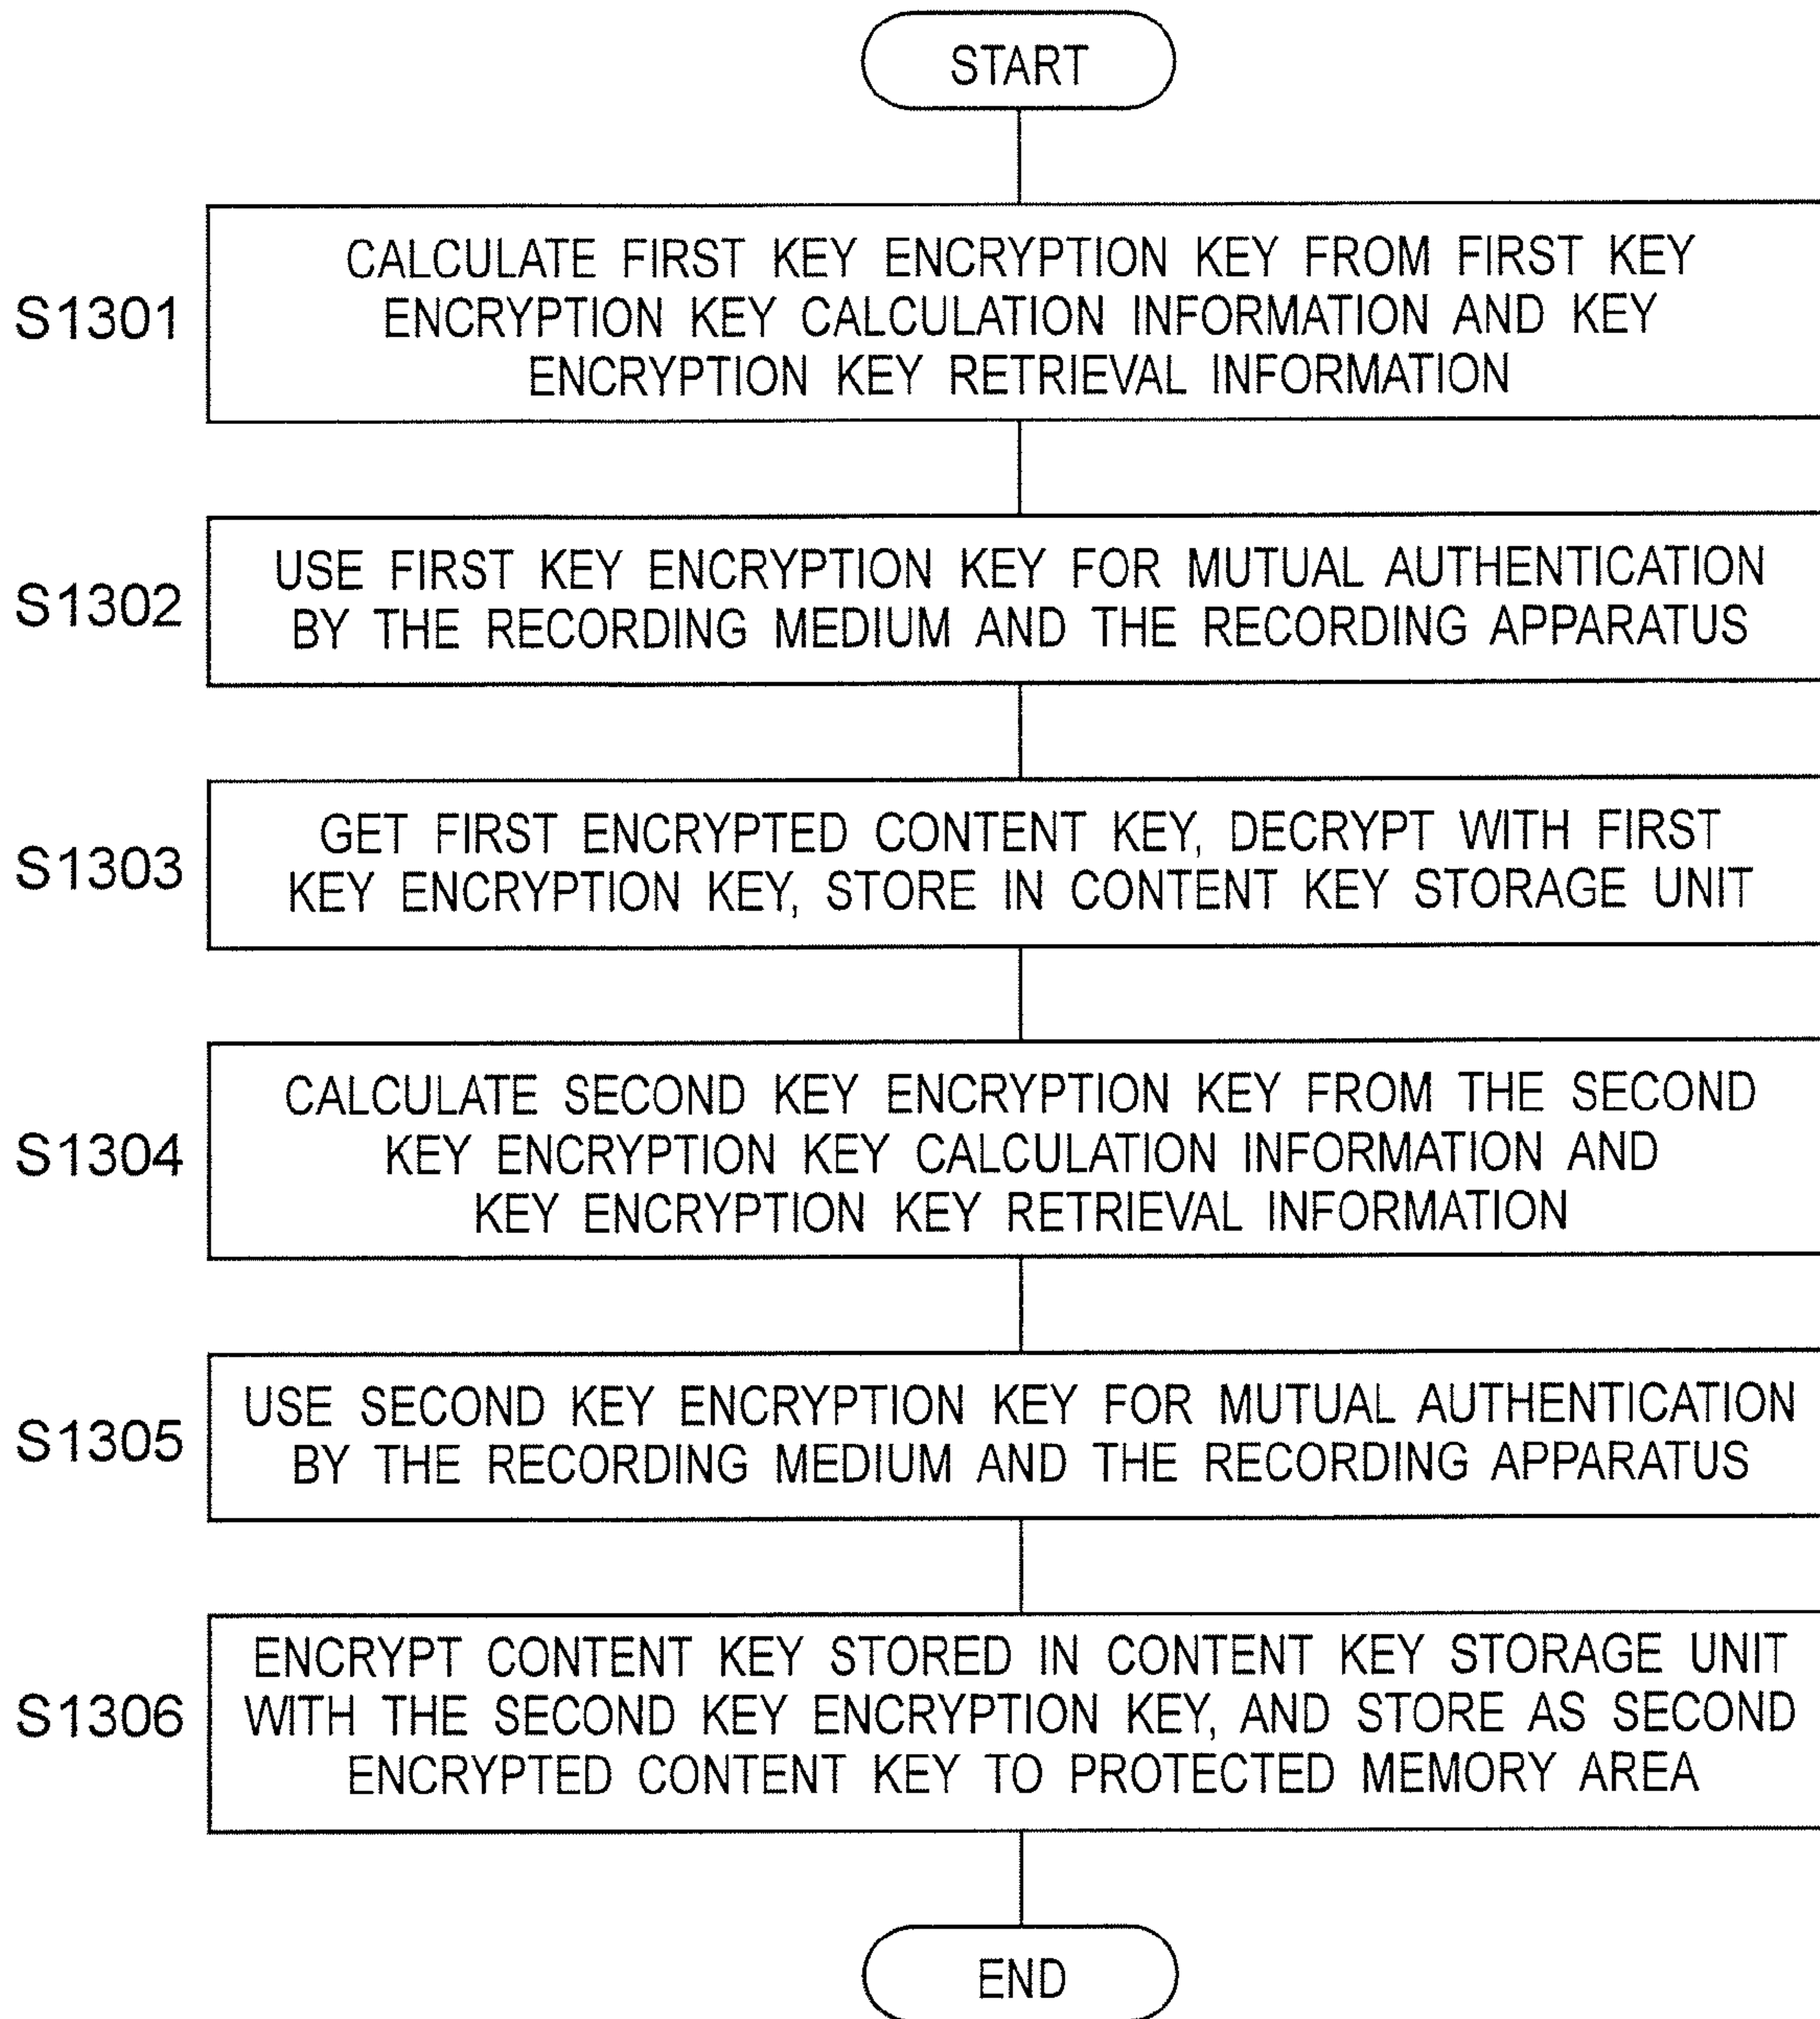 START
S1301
CALCULATE FIRST KEY ENCRYPTION KEY FROM FIRST KEY
ENCRYPTION KEY CALCULATION INFORMATION AND KEY
ENCRYPTION KEY RETRIEVAL INFORMATION
S1302
USE FIRST KEY ENCRYPTION KEY FOR MUTUAL AUTHENTICATION
BY THE RECORDING MEDIUM AND THE RECORDING APPARATUS
S1303
GET FIRST ENCRYPTED CONTENT KEY, DECRYPT WITH FIRST
KEY ENCRYPTION KEY, STORE IN CONTENT KEY STORAGE UNIT
S1304
CALCULATE SECOND KEY ENCRYPTION KEY FROM THE SECOND
KEY ENCRYPTION KEY CALCULATION INFORMATION AND
KEY ENCRYPTION KEY RETRIEVAL INFORMATION
S1305
USE SECOND KEY ENCRYPTION KEY FOR MUTUAL AUTHENTICATION
BY THE RECORDING MEDIUM AND THE RECORDING APPARATUS
S1306
ENCRYPT CONTENT KEY STORED IN CONTENT KEY STORAGE UNIT
WITH THE SECOND KEY ENCRYPTION KEY, AND STORE AS SECOND
ENCRYPTED CONTENT KEY TO PROTECTED MEMORY AREA
END